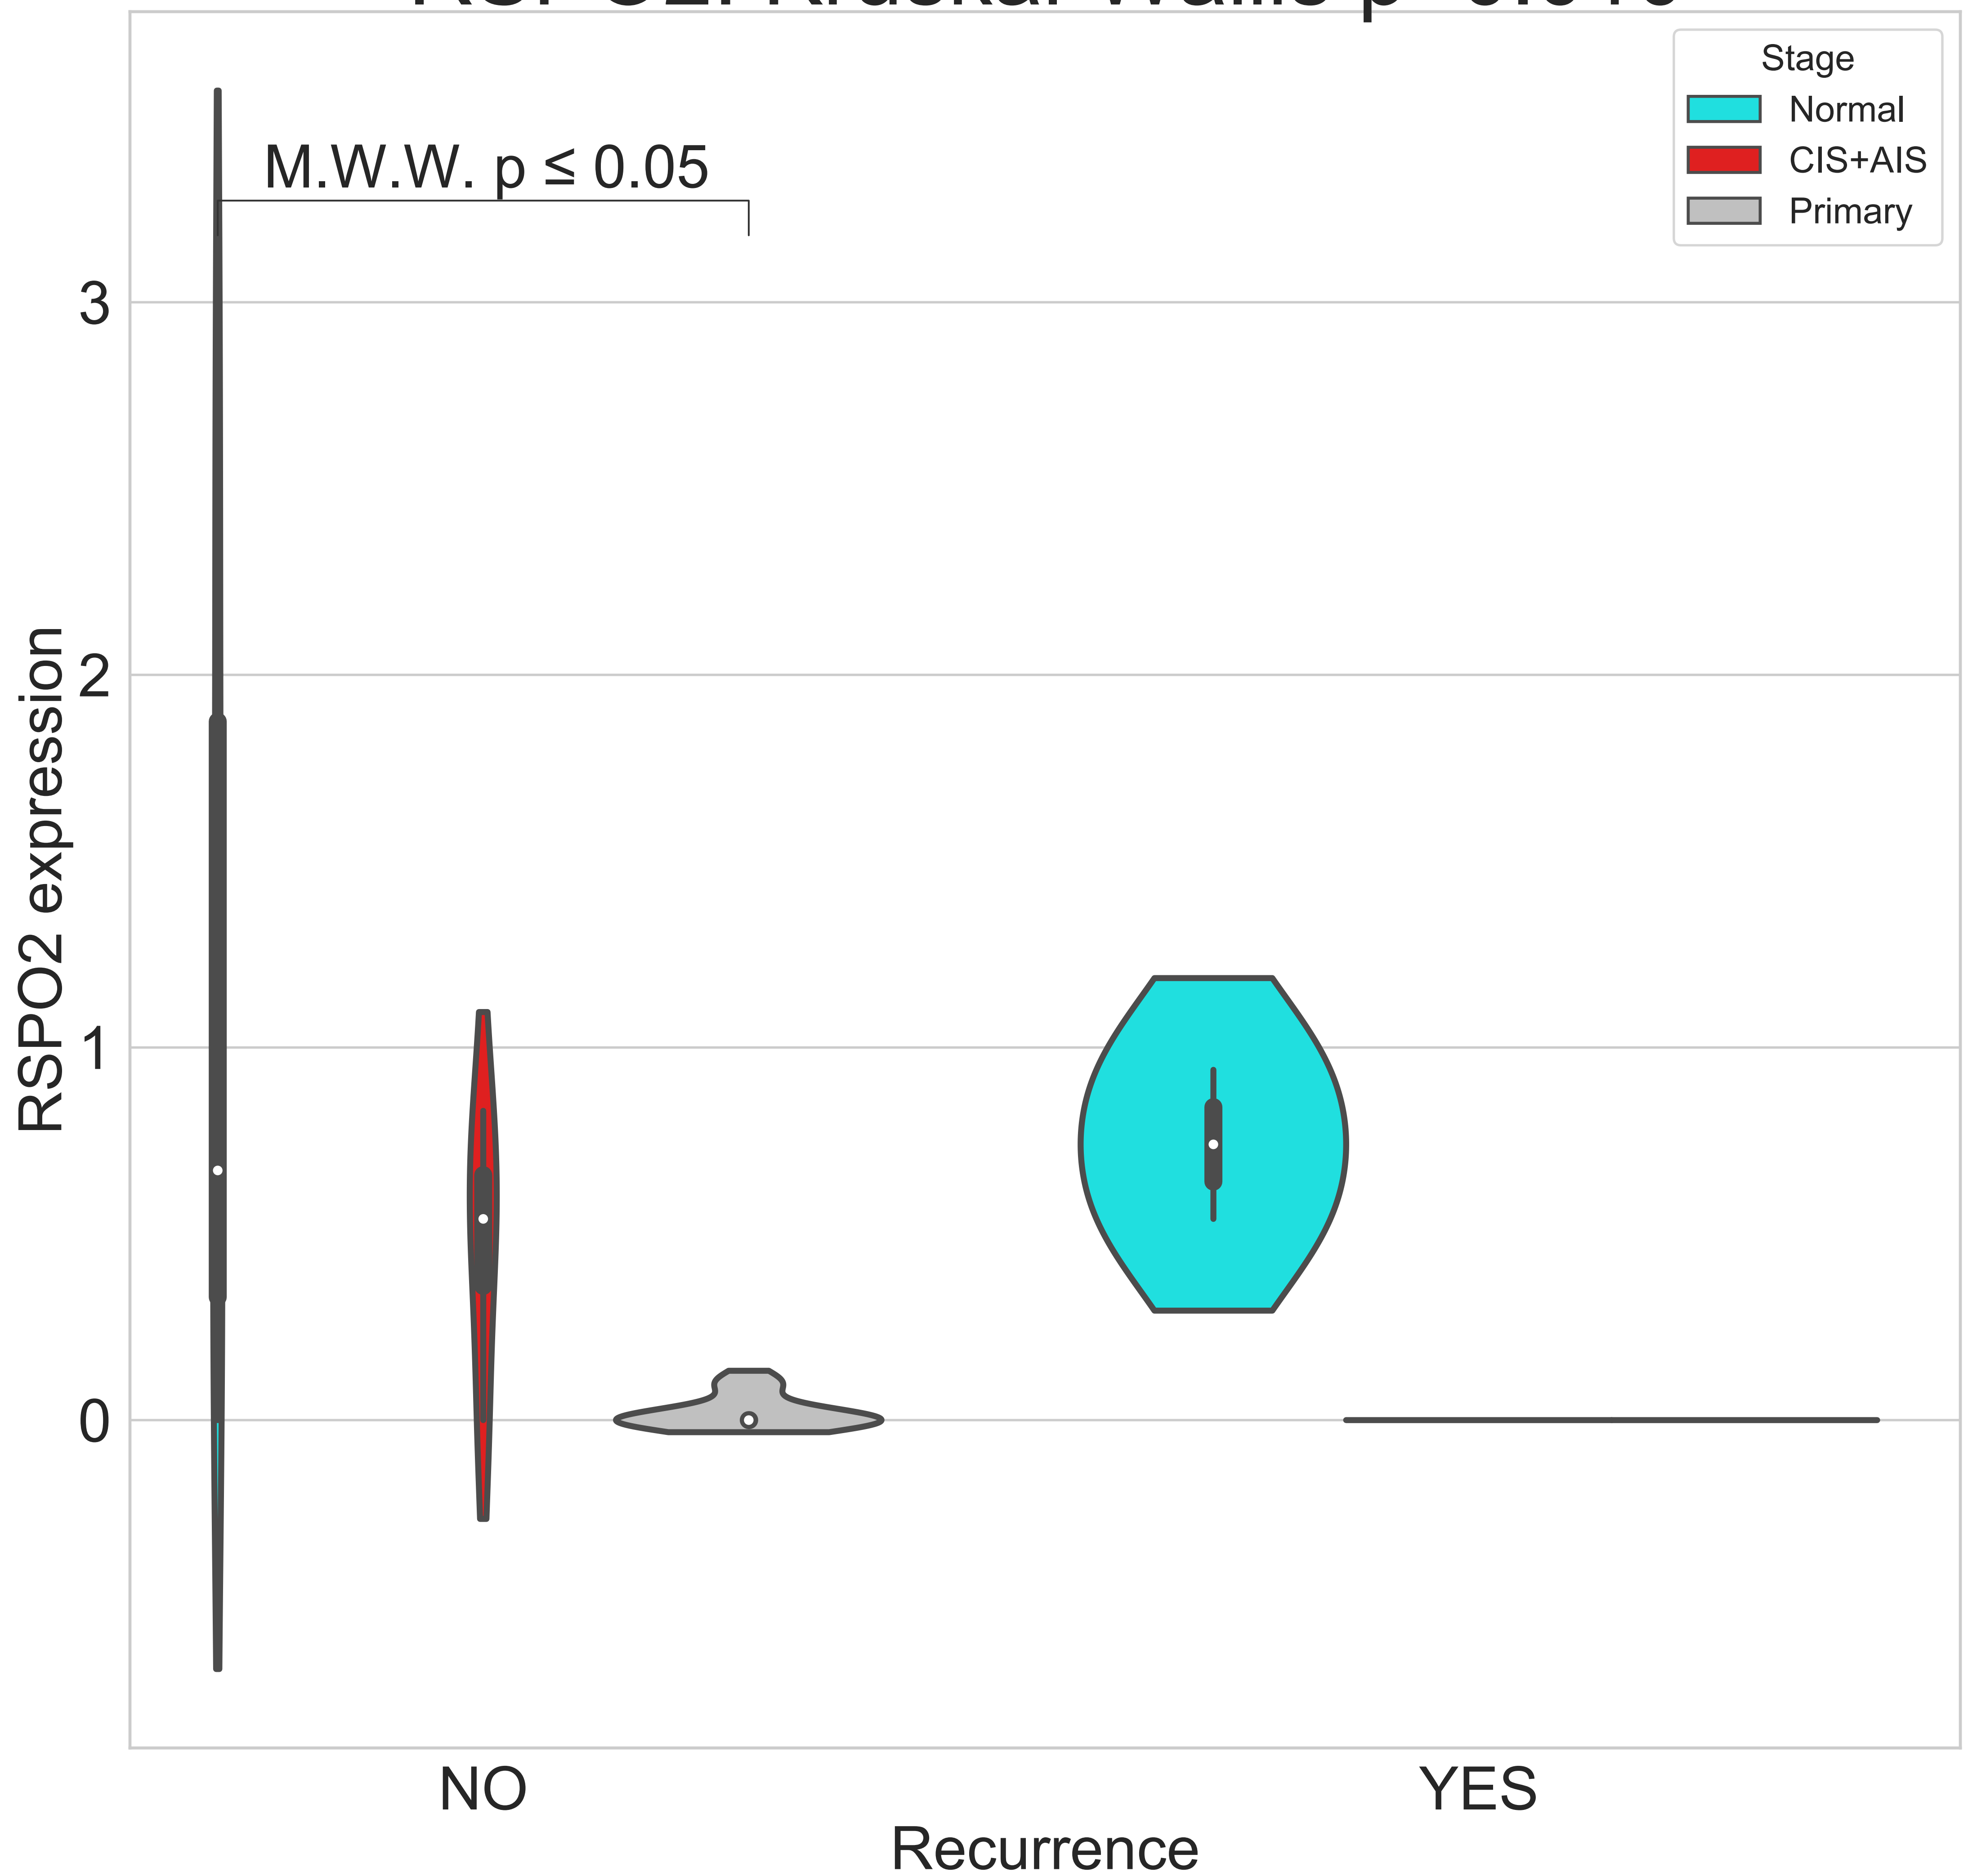 Stage
Normal
CIS+AIS
Primary
M.W.W. p ≤ 0.05
3
2
1
0
RSPO2 expression
NO
YES
Recurrence